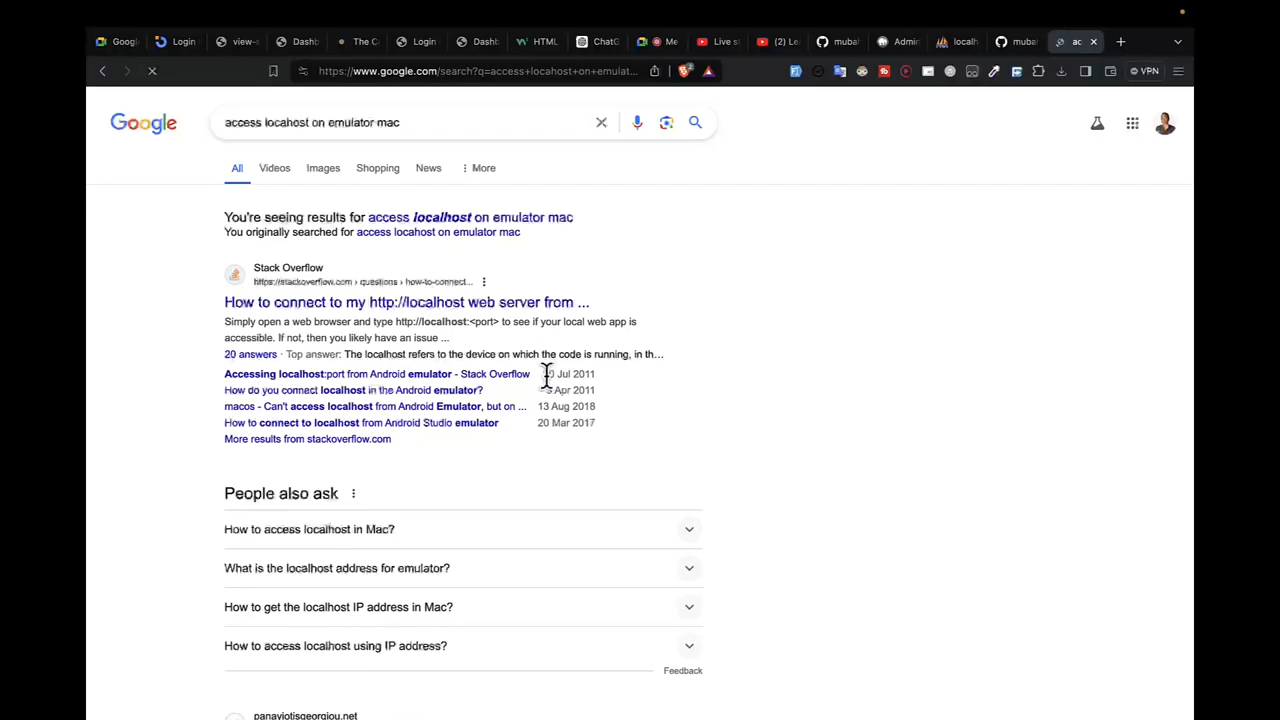 Googl
Login
view-s
Dashb
The C
Login
Dashb
HTML
ChatG
Me
Live st
(2) Le
mubal
Admin
localh
mubal
ac
https://www.google.com/search?q=access+locahost+on+emulat...
2
VPN
Google
access locahost on emulator mac
All Videos Images Shopping News More
You're seeing results for access localhost on emulator mac
You originally searched for access locahost on emulator mac
Stack Overflow
https://stackoverflow.com › questions › how-to-connect...
How to connect to my http://localhost web server from ...
Simply open a web browser and type http://localhost:<port> to see if your local web app is
accessible. If not, then you likely have an issue ...
20 answers · Top answer: The localhost refers to the device on which the code is running, in th...
Accessing localhost:port from Android emulator - Stack Overflow Jul 2011
How do you connect localhost in the Android emulator? Apr 2011
macos - Can't access localhost from Android Emulator, but on ... 13 Aug 2018
How to connect to localhost from Android Studio emulator 20 Mar 2017
More results from stackoverflow.com
People also ask
How to access localhost in Mac?
What is the localhost address for emulator?
How to get the localhost IP address in Mac?
How to access localhost using IP address?
Feedback
panayiotisgeorgiou.net